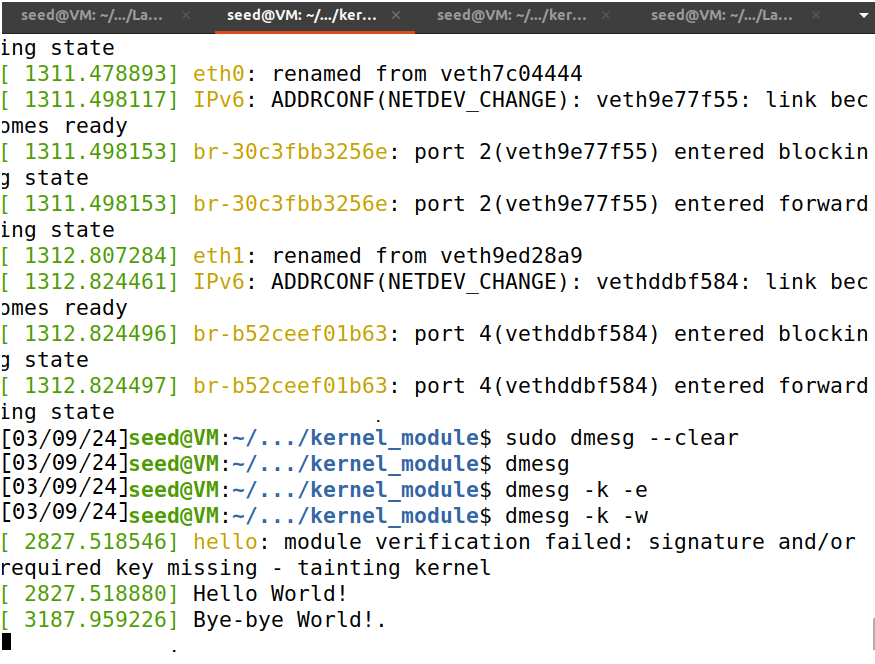 seed@VM: ~/.../La...
seed@VM: ~/.../ker...
seed@VM: ~/.../ker...
seed@VM: ~/.../La...
ing state
[ 1311.478893] eth0: renamed from veth7c04444
[ 1311.498117] IPv6: ADDRCONF(NETDEV_CHANGE): veth9e77f55: link bec
omes ready
[ 1311.498153] br-30c3fbb3256e: port 2(veth9e77f55) entered blockin
g state
[ 1311.498153] br-30c3fbb3256e: port 2(veth9e77f55) entered forward
ing state
[ 1312.807284] eth1: renamed from veth9ed28a9
[ 1312.824461] IPv6: ADDRCONF(NETDEV_CHANGE): vethddbf584: link bec
omes ready
[ 1312.824496] br-b52ceef01b63: port 4(vethddbf584) entered blockin
g state
[ 1312.824497] br-b52ceef01b63: port 4(vethddbf584) entered forward
ing state
[03/09/24]seed@VM:~/.../kernel_module$ sudo dmesg --clear
[03/09/24]seed@VM:~/.../kernel_module$ dmesg
[03/09/24]seed@VM:~/.../kernel_module$ dmesg -k -e
[03/09/24]seed@VM:~/.../kernel_module$ dmesg -k -w
[ 2827.518546] hello: module verification failed: signature and/or
required key missing - tainting kernel
[ 2827.518880] Hello World!
[ 3187.959226] Bye-bye World!.